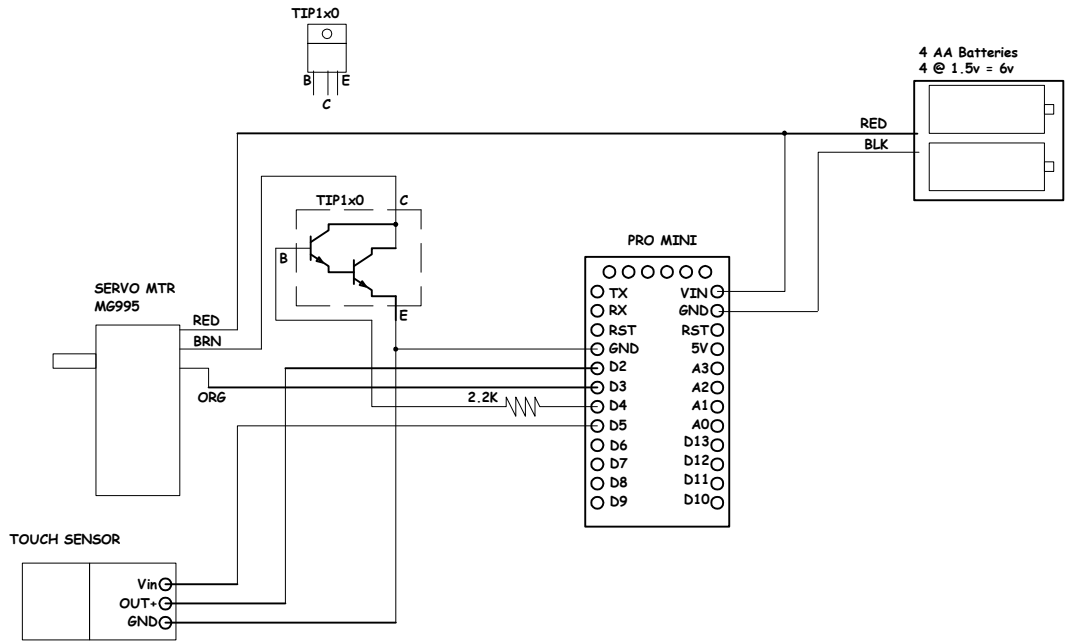 TIP1x0
B
E
C
4 AA Batteries
4 @ 1.5v = 6v
RED
BLK
TIP1x0
C
B
E
PRO MINI
SERVO MTR
MG995
RED
BRN
ORG
2.2K
TX VIN
RX GND
RST RST
GND 5V
D2 A3
D3 A2
D4 A1
D5 A0
D6 D13
D7 D12
D8 D11
D9 D10
TOUCH SENSOR
Vin
OUT+
GND